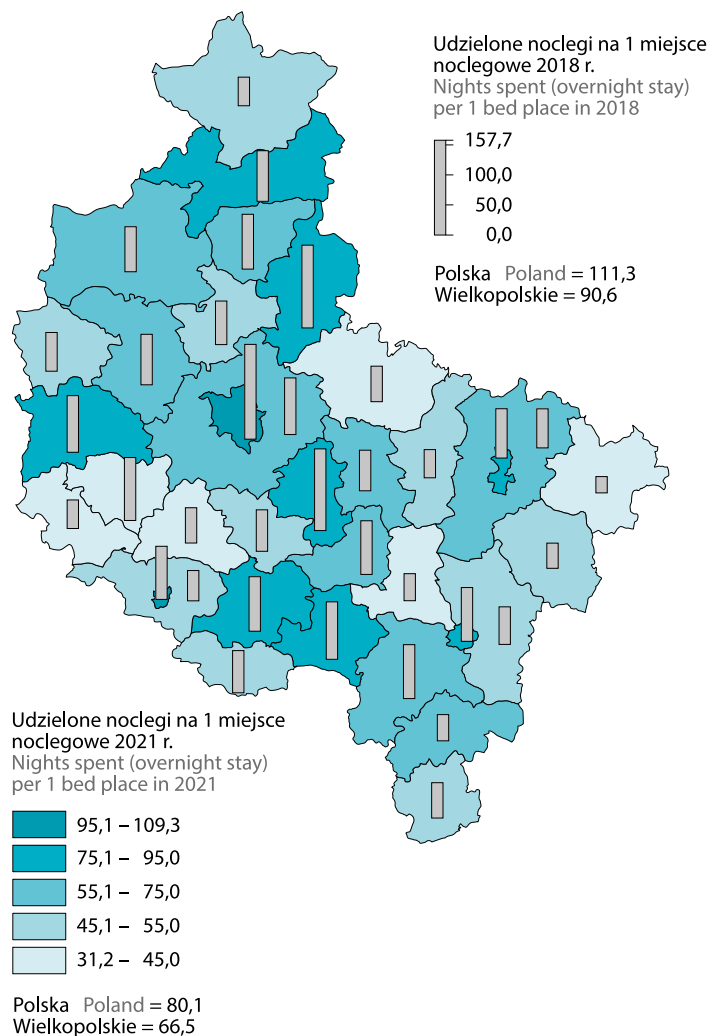 Udzielone noclegi na 1 miejsce
noclegowe 2018 r.
Nights spent (overnight stay)
per 1 bed place in 2018
157,7
100,0
50,0
0,0
Polska Poland = 111,3
Wielkopolskie = 90,6
Udzielone noclegi na 1 miejsce
noclegowe 2021 r.
Nights spent (overnight stay)
per 1 bed place in 2021
95,1 – 109,3
75,1 – 95,0
55,1 – 75,0
45,1 – 55,0
31,2 – 45,0
Polska Poland = 80,1
Wielkopolskie = 66,5